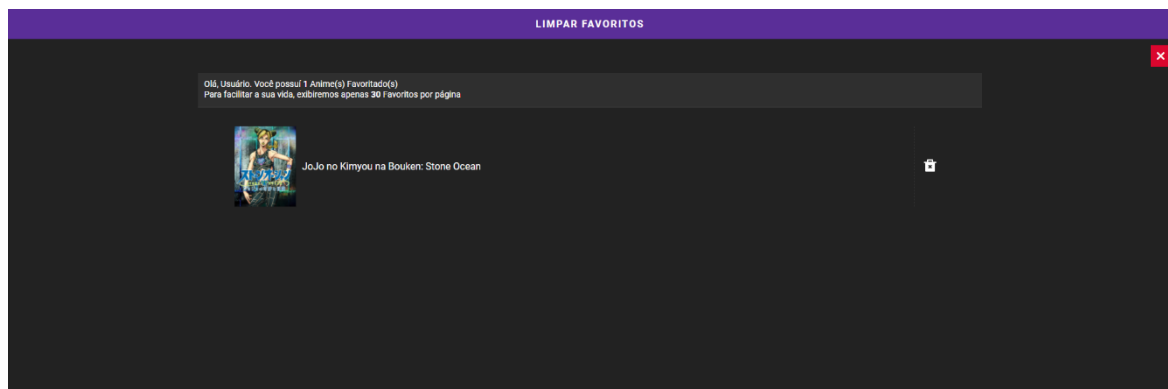 LIMPAR FAVORITOS
Olá, Usuário. Você possuí 1 Anime(s) Favoritado(s)
Para facilitar a sua vida, exibiremos apenas 30 Favoritos por página
JoJo no Kimyou na Bouken: Stone Ocean